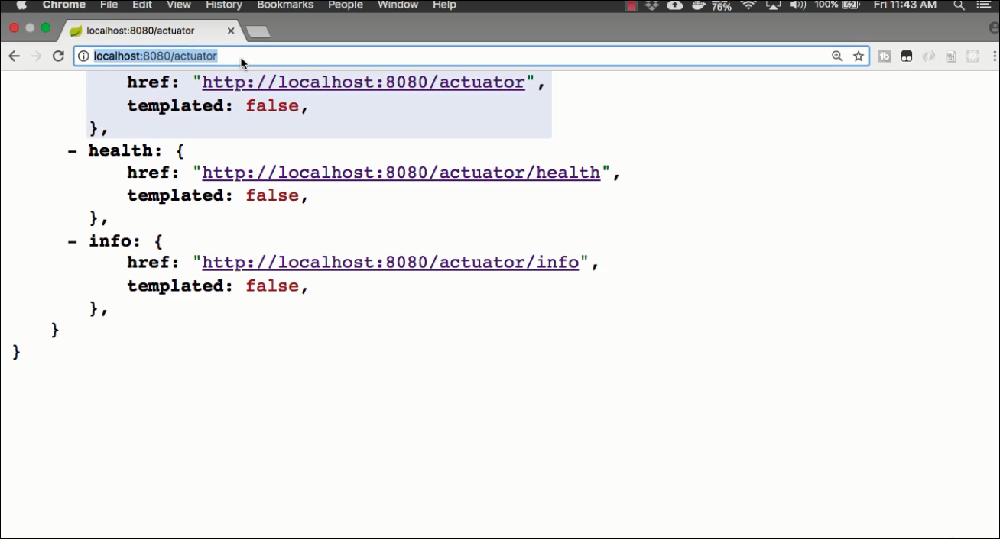 Chrome File Edit View History Bookmarks People Window Help 76% 100% Fri 11:43 AM
localhost:8080/actuator
localhost:8080/actuator
href: "http://localhost:8080/actuator",
templated: false,
},
- health: {
href: "http://localhost:8080/actuator/health",
templated: false,
},
- info: {
href: "http://localhost:8080/actuator/info",
templated: false,
},
}
}